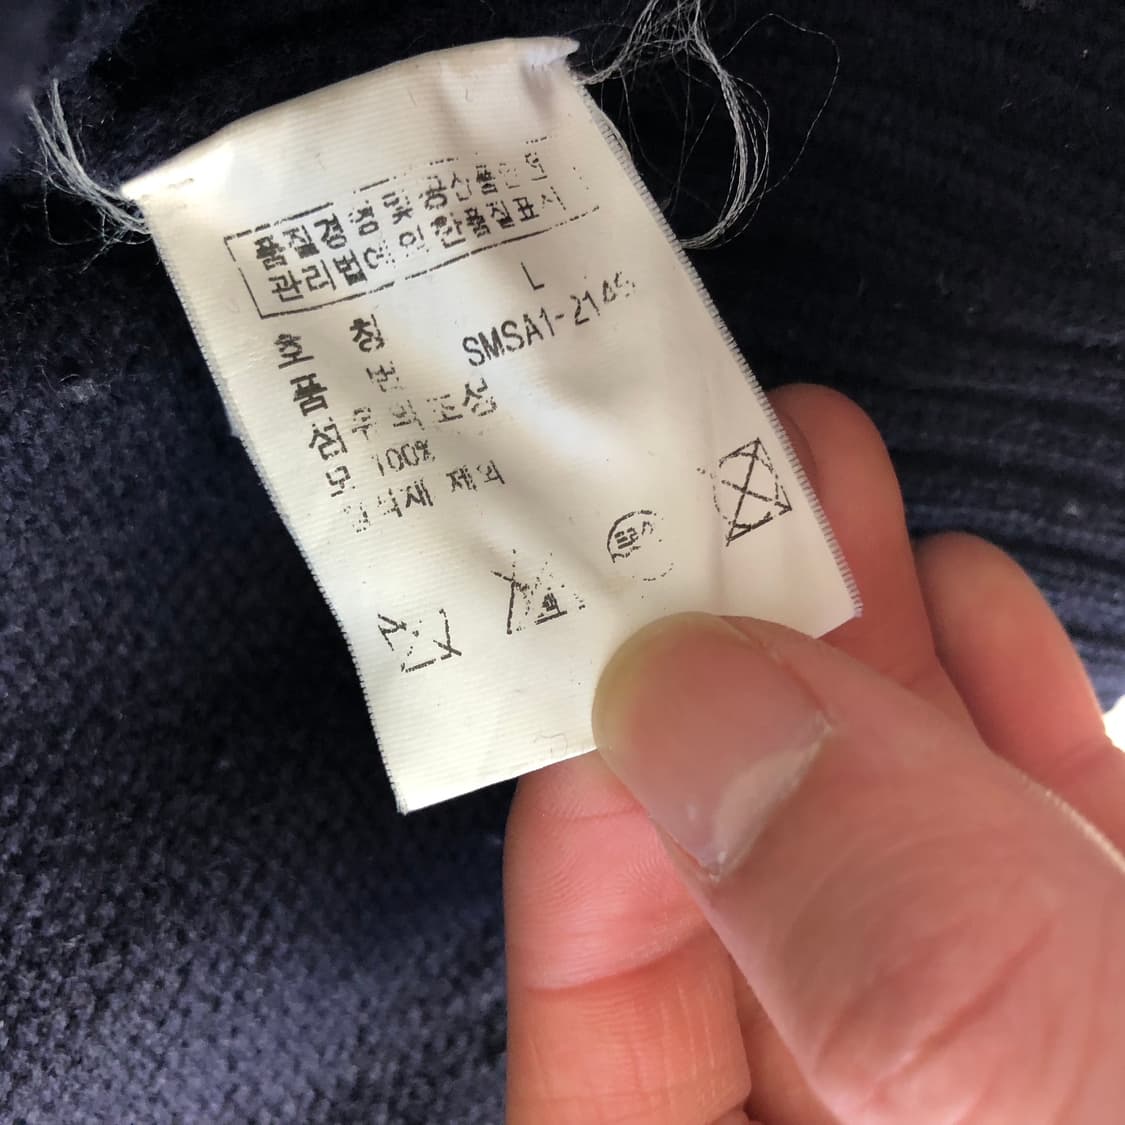 품질경영 및 공산품안전
관리법에 의한 품질표시
호 칭 L
품 번 SMSA1-2145
섬유의 조성
모 100%
장식재 제외